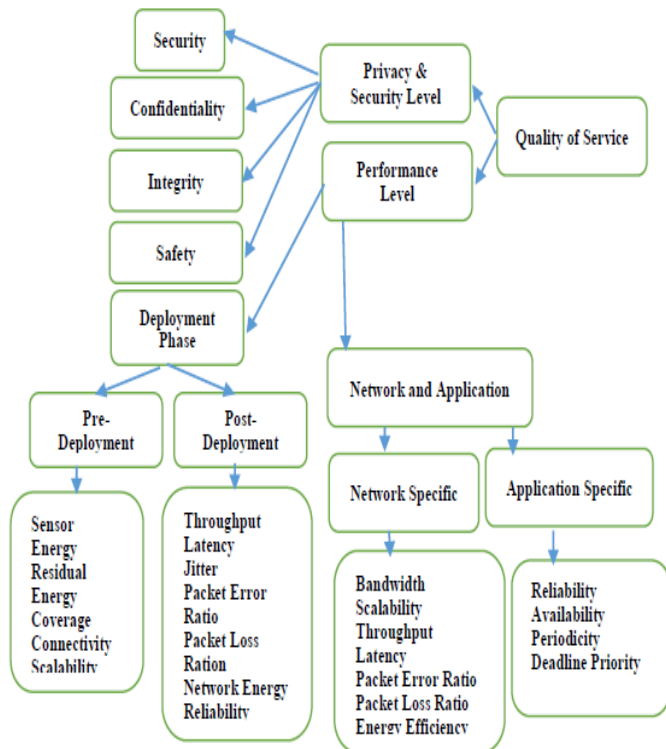 Security
Privacy &
Security Level
Confidentiality
Quality of Service
Integrity
Performance
Level
Safety
Deployment
Phase
Network and Application
Pre-
Deployment
Post-
Deployment
Network Specific
Application Specific
Sensor
Energy
Residual
Energy
Coverage
Connectivity
Scalability
Throughput
Latency
Jitter
Packet Error
Ratio
Packet Loss
Ration
Network Energy
Reliability
Bandwidth
Scalability
Throughput
Latency
Packet Error Ratio
Packet Loss Ratio
Energy Efficiency
Reliability
Availability
Periodicity
Deadline Priority